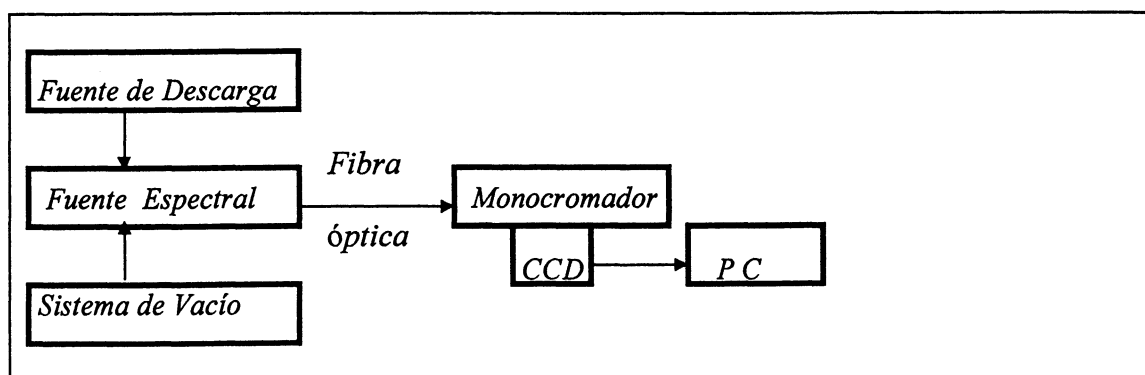 Fuente de Descarga
Fuente Espectral
Sistema de Vacío
Fibra
óptica
Monocromador
CCD
P C